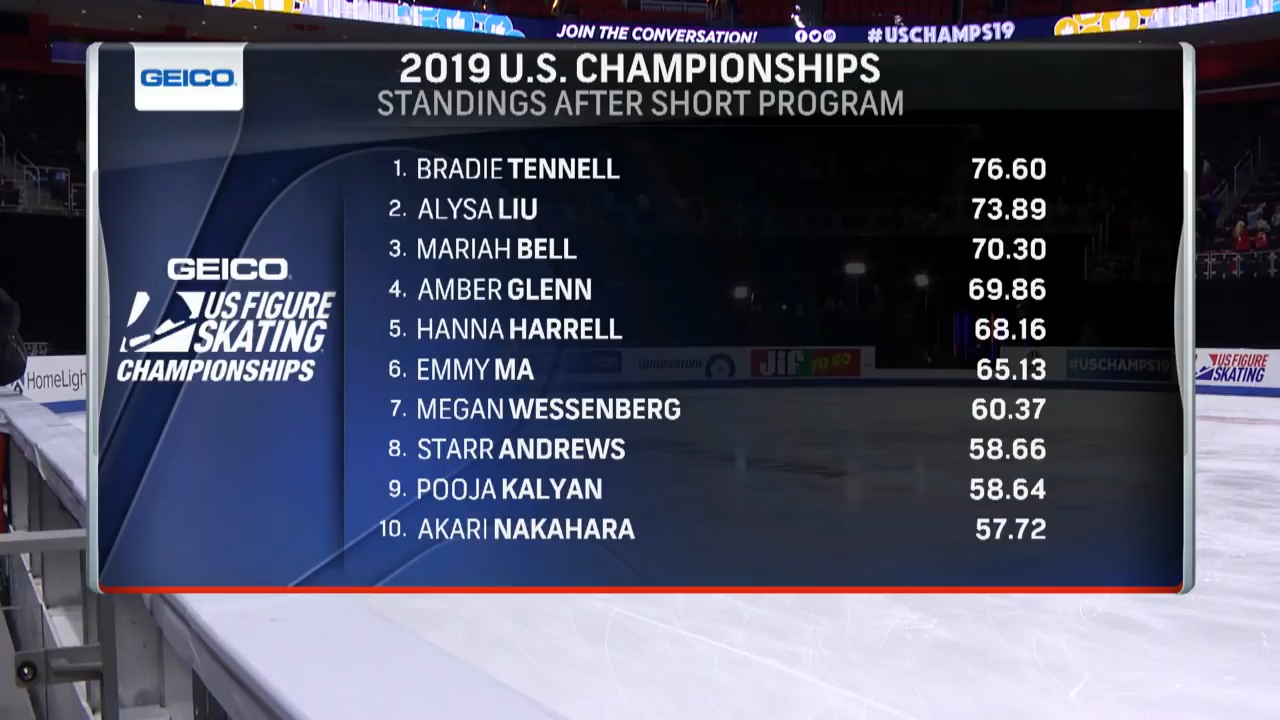 JOIN THE CONVERSATION! #USCHAMPS19
GEICO
2019 U.S. CHAMPIONSHIPS
STANDINGS AFTER SHORT PROGRAM
1. BRADIE TENNELL 76.60
2. ALYSA LIU 73.89
3. MARIAH BELL 70.30
4. AMBER GLENN 69.86
5. HANNA HARRELL 68.16
6. EMMY MA 65.13
7. MEGAN WESSENBERG 60.37
8. STARR ANDREWS 58.66
9. POOJA KALYAN 58.64
10. AKARI NAKAHARA 57.72
GEICO
US FIGURE
SKATING
CHAMPIONSHIPS
HomeLigh
BRIDGESTONE
Jif TO GO
#USCHAMPS19
US FIGURE
SKATING